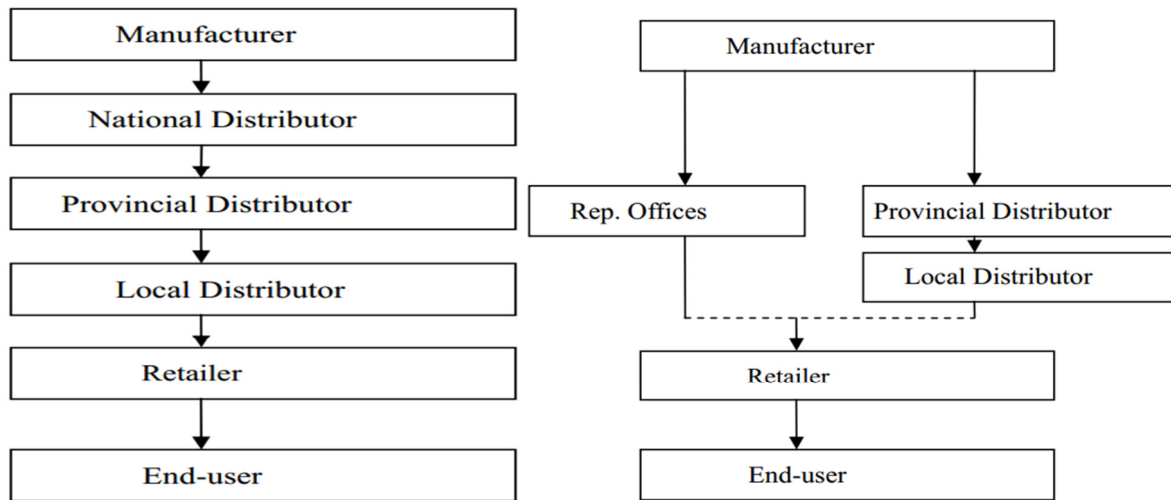 Manufacturer
National Distributor
Provincial Distributor
Local Distributor
Retailer
End-user
Manufacturer
Rep. Offices
Provincial Distributor
Local Distributor
Retailer
End-user